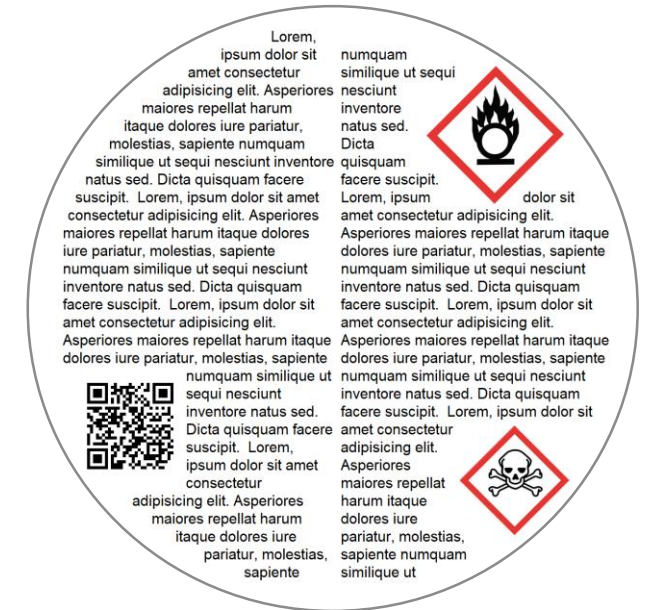 Lorem,
ipsum dolor sit
amet consectetur
adipisicing elit. Asperiores
maiores repellat harum
itaque dolores iure pariatur,
molestias, sapiente numquam
similique ut sequi nesciunt inventore
natus sed. Dicta quisquam facere
suscipit. Lorem, ipsum dolor sit amet
consectetur adipisicing elit. Asperiores
maiores repellat harum itaque dolores
iure pariatur, molestias, sapiente
numquam similique ut sequi nesciunt
inventore natus sed. Dicta quisquam
facere suscipit. Lorem, ipsum dolor sit
amet consectetur adipisicing elit.
Asperiores maiores repellat harum itaque
dolores iure pariatur, molestias, sapiente
numquam similique ut
sequi nesciunt
inventore natus sed.
Dicta quisquam facere
suscipit. Lorem,
ipsum dolor sit amet
consectetur
adipisicing elit. Asperiores
maiores repellat harum
itaque dolores iure
pariatur, molestias,
sapiente
numquam
similique ut sequi
nesciunt
inventore
natus sed.
Dicta
quisquam
facere suscipit.
Lorem, ipsum dolor sit
amet consectetur adipisicing elit.
Asperiores maiores repellat harum itaque
dolores iure pariatur, molestias, sapiente
numquam similique ut sequi nesciunt
inventore natus sed. Dicta quisquam
facere suscipit. Lorem, ipsum dolor sit
amet consectetur adipisicing elit.
Asperiores maiores repellat harum itaque
dolores iure pariatur, molestias, sapiente
numquam similique ut sequi nesciunt
inventore natus sed. Dicta quisquam
facere suscipit. Lorem, ipsum dolor sit
amet consectetur
adipisicing elit.
Asperiores
maiores repellat
harum itaque
dolores iure
pariatur, molestias,
sapiente numquam
similique ut